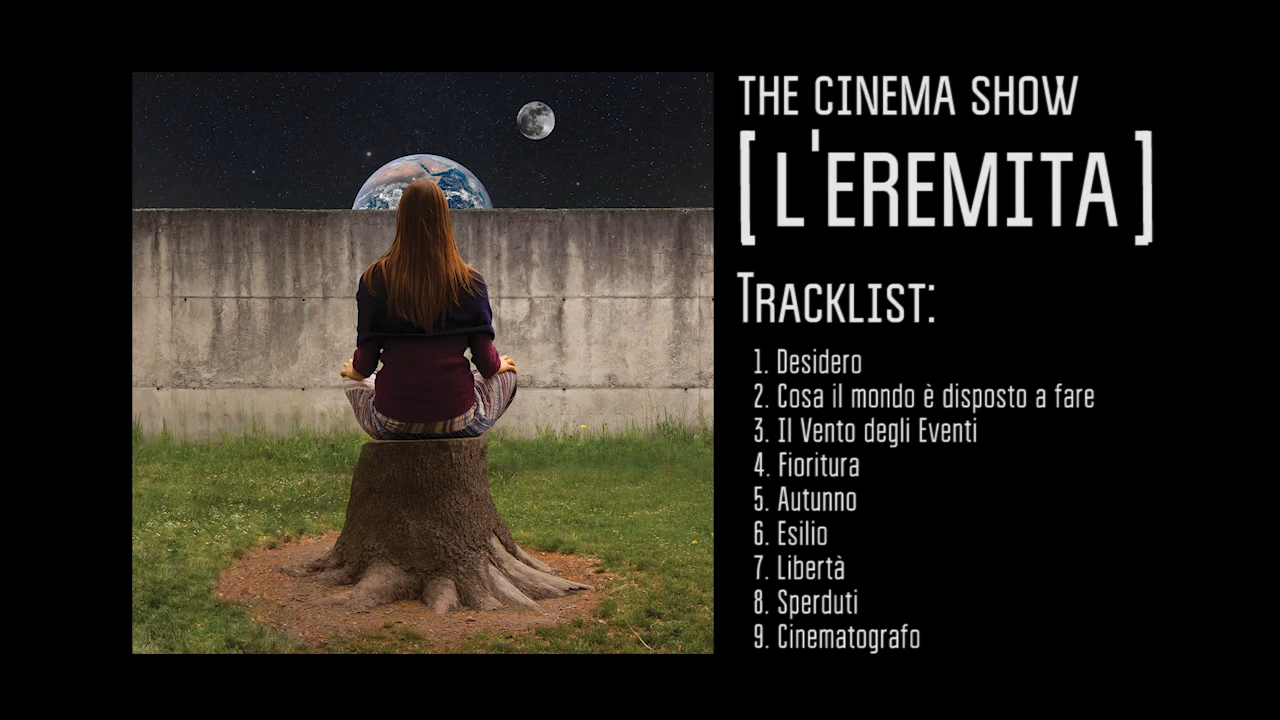 THE CINEMA SHOW
[L'EREMITA]
TRACKLIST:
1. Desidero
2. Cosa il mondo è disposto a fare
3. Il Vento degli Eventi
4. Fioritura
5. Autunno
6. Esilio
7. Libertà
8. Sperduti
9. Cinematografo